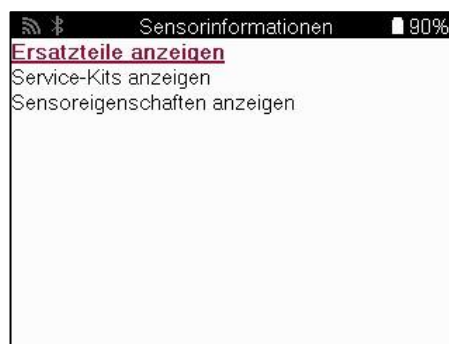 Sensorinformationen 90%
Ersatzteile anzeigen
Service-Kits anzeigen
Sensoreigenschaften anzeigen